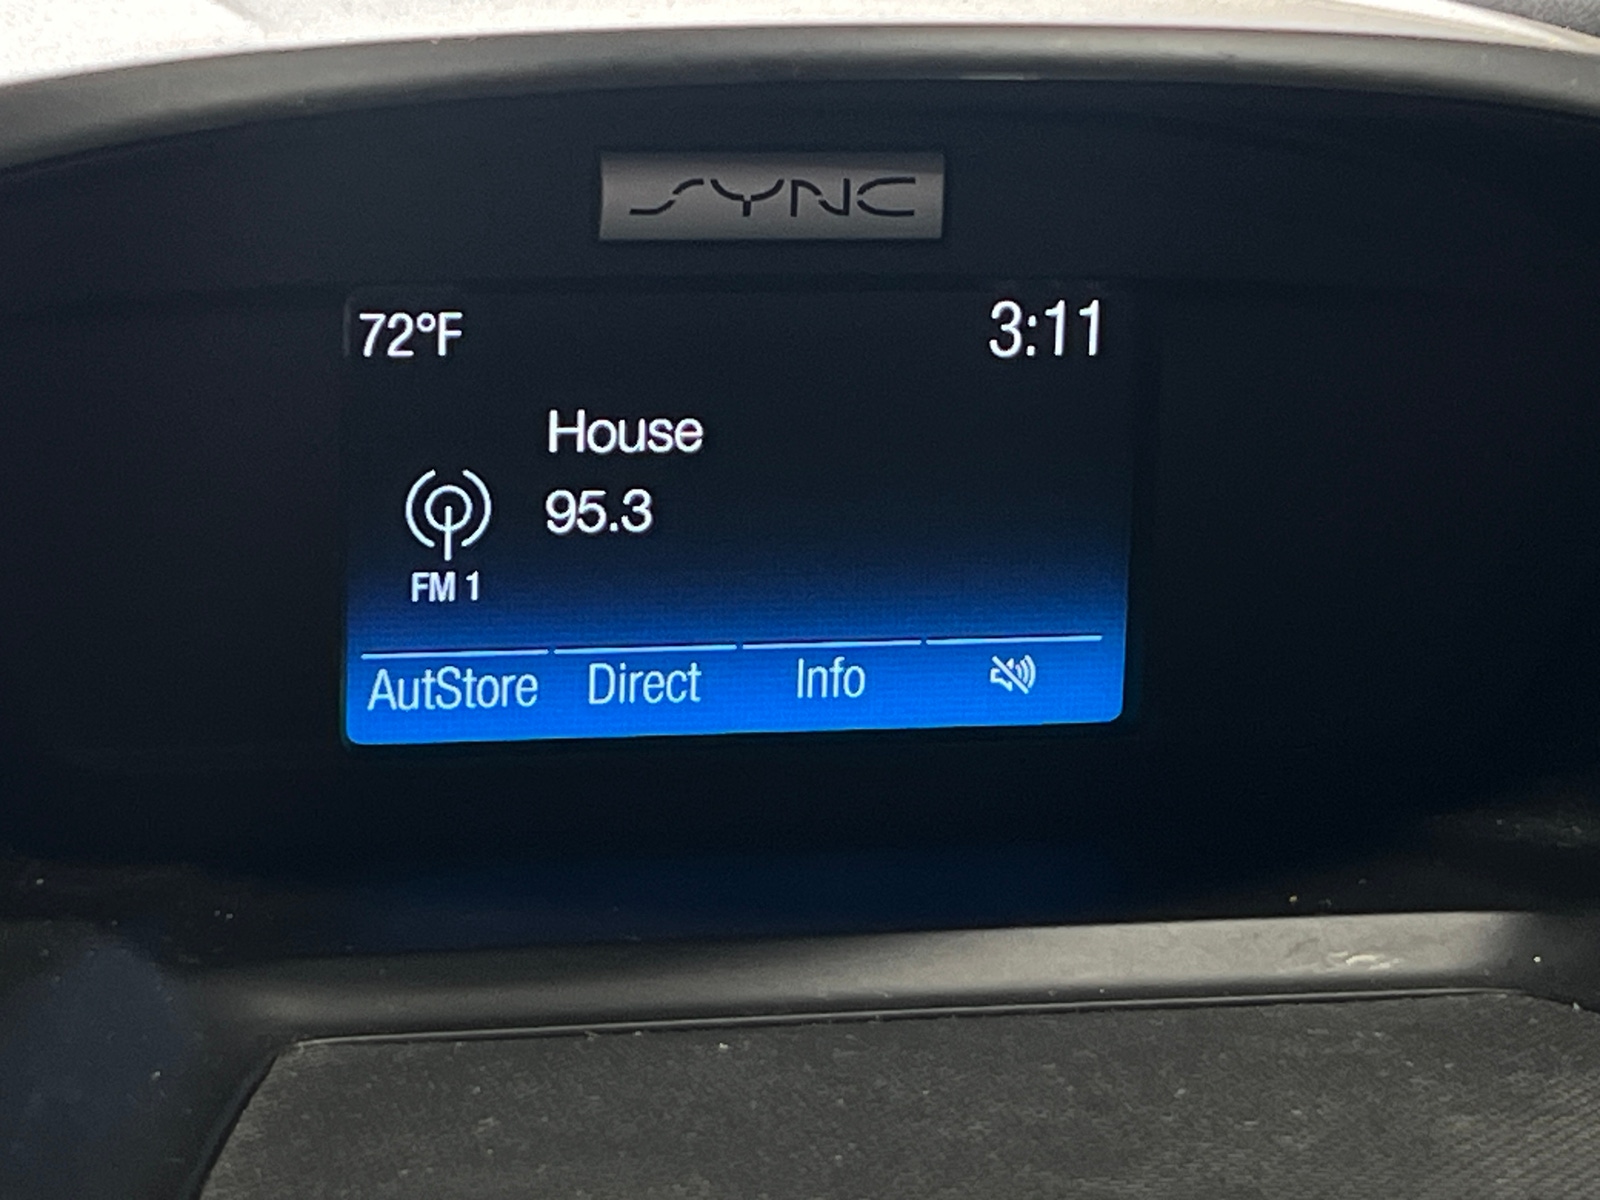 SYNC
72°F 3:11
House
95.3
FM 1
AutStore Direct Info